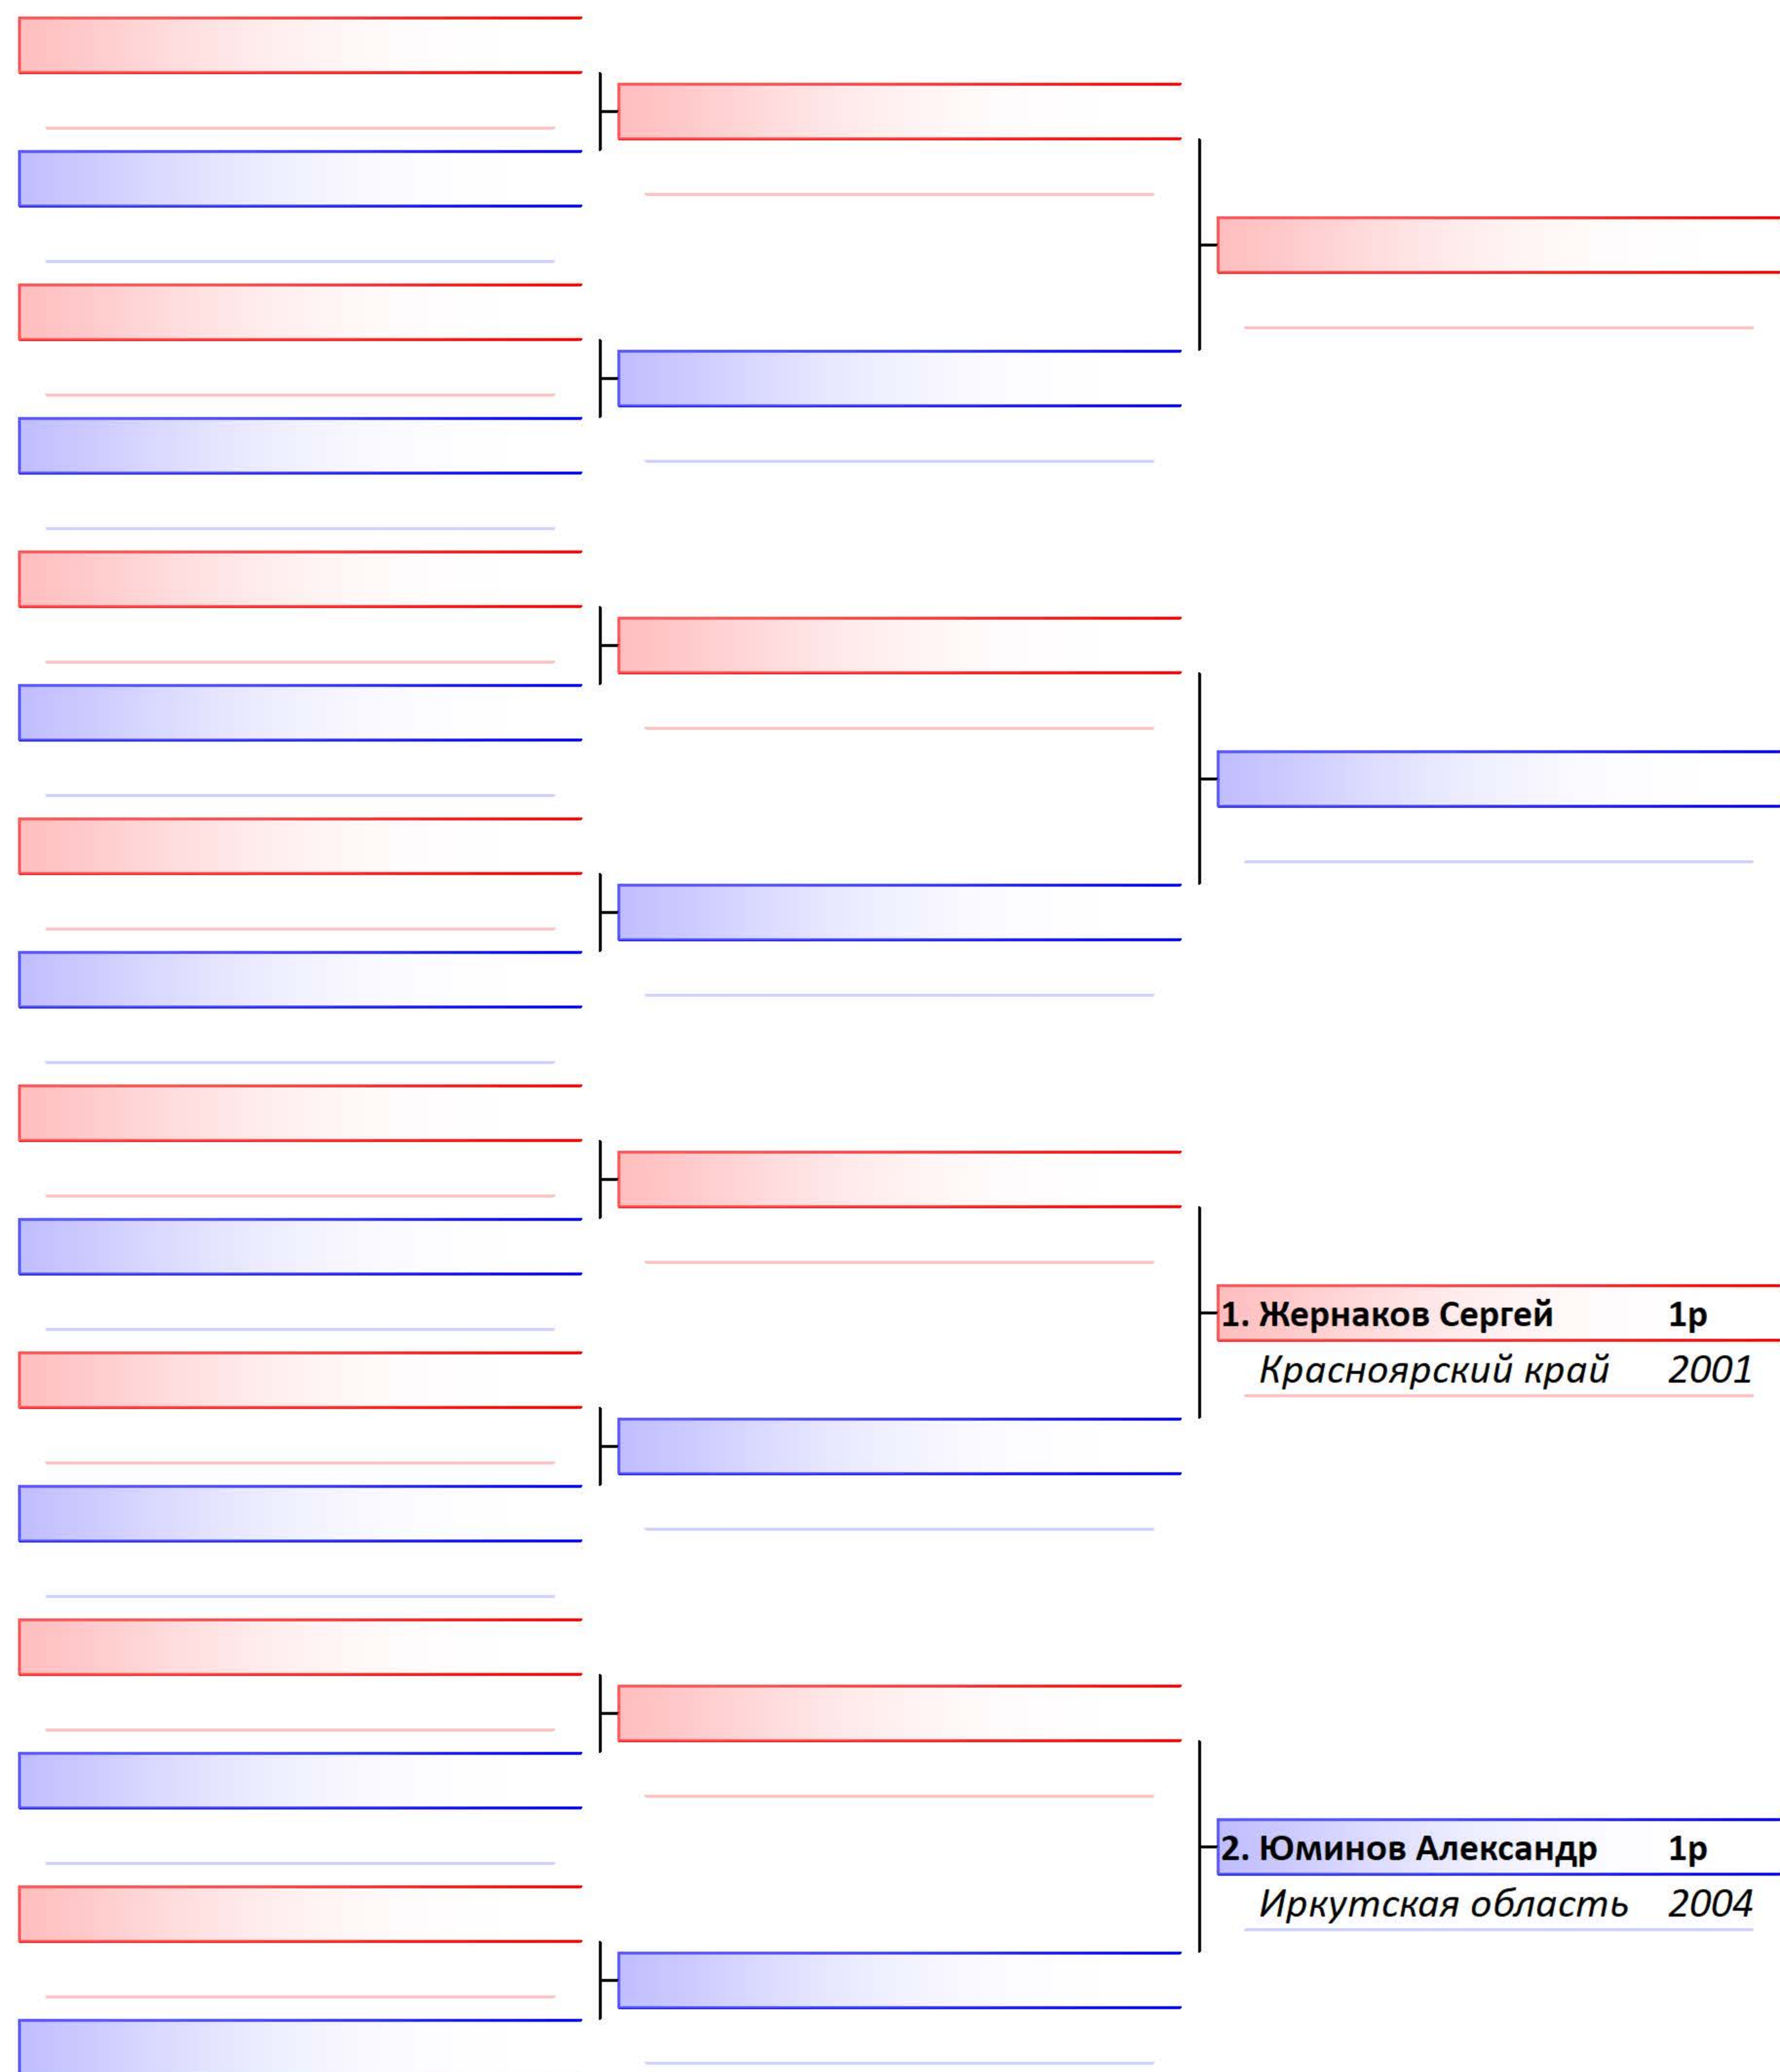 1. Жернаков Сергей 1р
Красноярский край 2001
2. Юминов Александр 1р
Иркутская область 2004